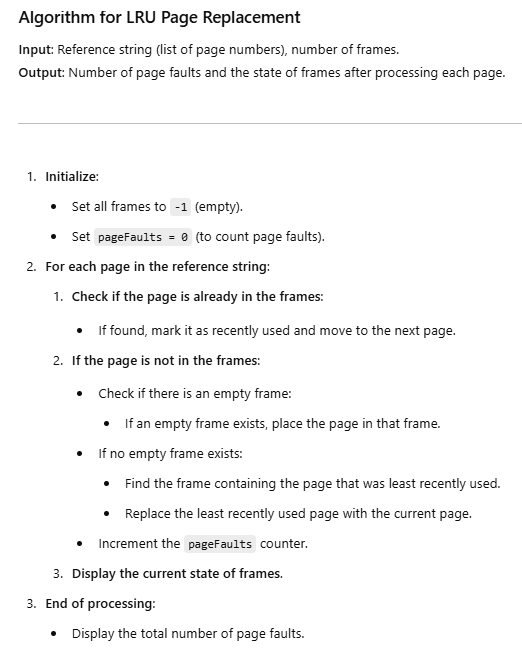 Algorithm for LRU Page Replacement
Input: Reference string (list of page numbers), number of frames.
Output: Number of page faults and the state of frames after processing each page.
1. Initialize:
• Set all frames to -1 (empty).
• Set pageFaults = 0 (to count page faults).
2. For each page in the reference string:
1. Check if the page is already in the frames:
• If found, mark it as recently used and move to the next page.
2. If the page is not in the frames:
• Check if there is an empty frame:
• If an empty frame exists, place the page in that frame.
• If no empty frame exists:
• Find the frame containing the page that was least recently used.
• Replace the least recently used page with the current page.
• Increment the pageFaults counter.
3. Display the current state of frames.
3. End of processing:
• Display the total number of page faults.